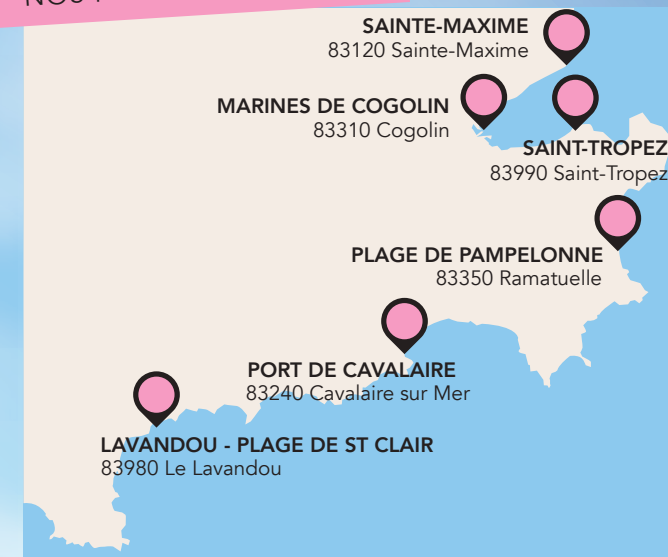 SAINTE-MAXIME
83120 Sainte-Maxime
MARINES DE COGOLIN
83310 Cogolin
SAINT-TROPEZ
83990 Saint-Tropez
PLAGE DE PAMPELONNE
83350 Ramatuelle
PORT DE CAVALAIRE
83240 Cavalaire sur Mer
LAVANDOU - PLAGE DE ST CLAIR
83980 Le Lavandou